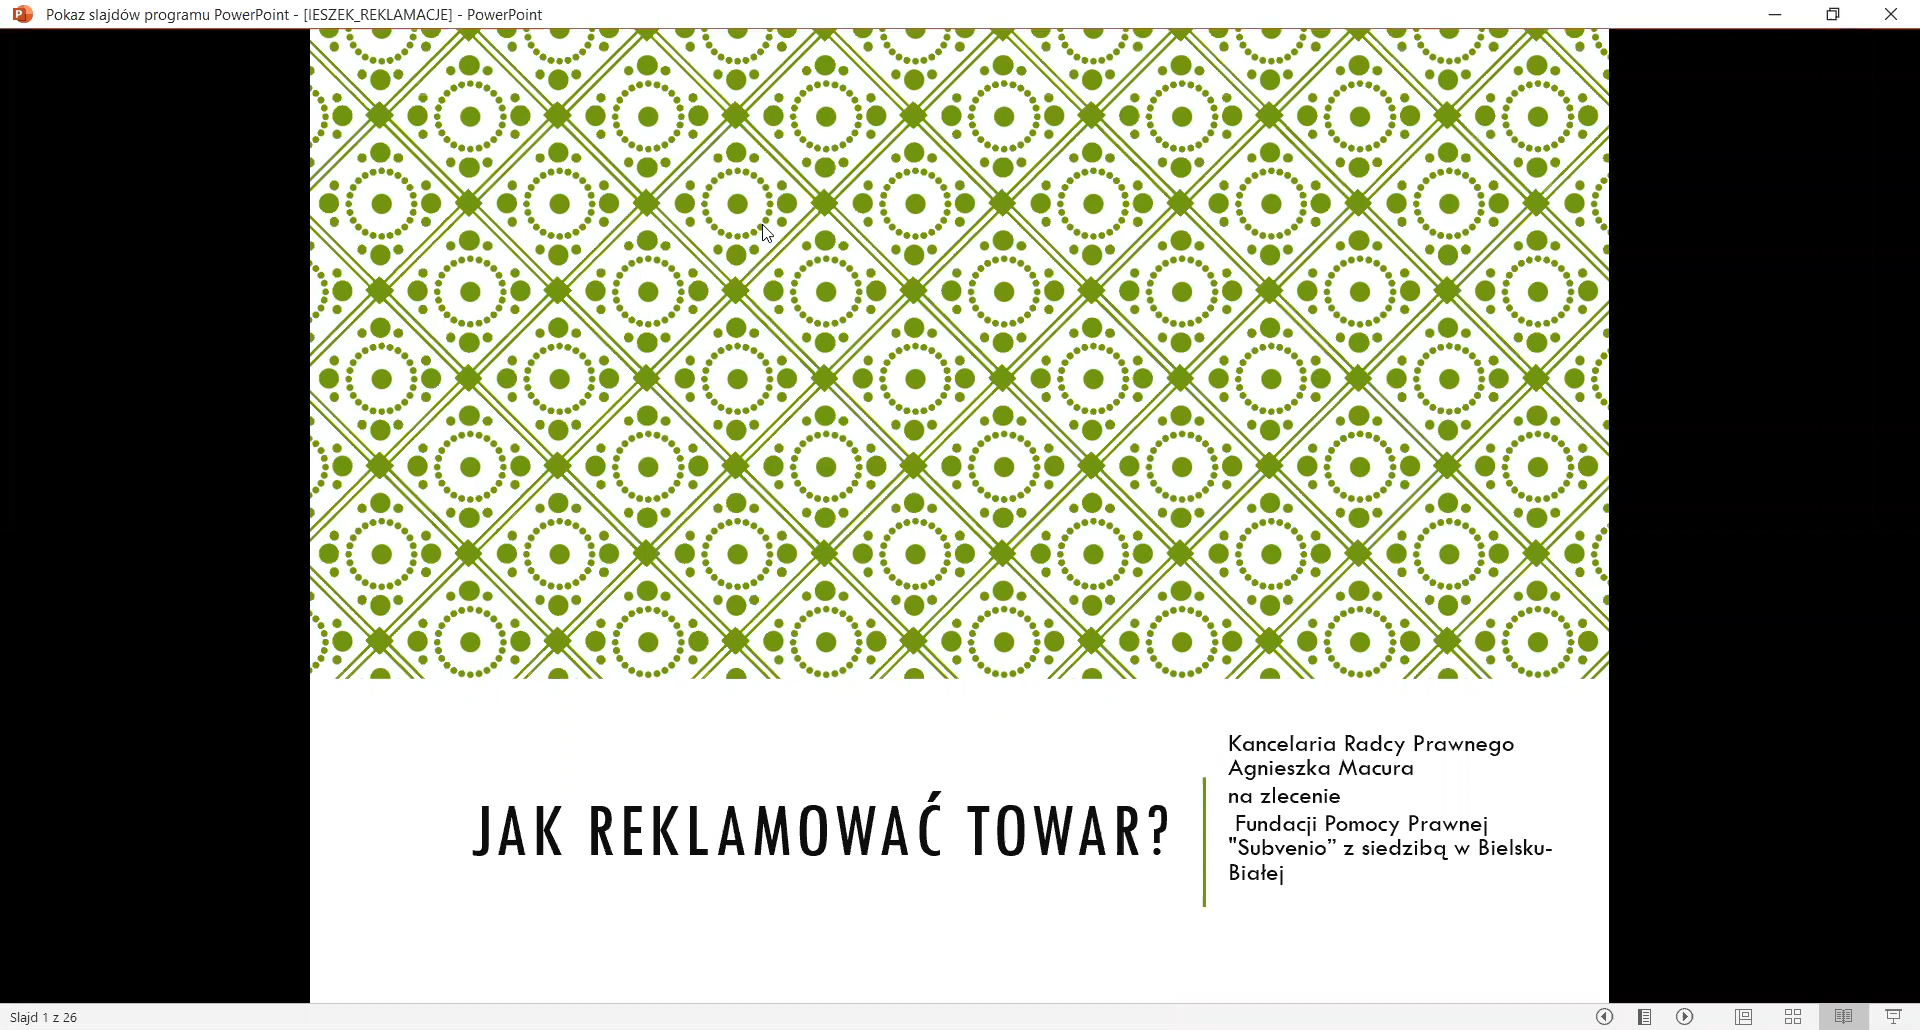 Pokaz slajdów programu PowerPoint - [IESZEK_REKLAMACJE] - PowerPoint
JAK REKLAMOWAĆ TOWAR?
Kancelaria Radcy Prawnego
Agnieszka Macura
na zlecenie
Fundacji Pomocy Prawnej
"Subvenio” z siedzibą w Bielsku-
Białej
Slajd 1 z 26